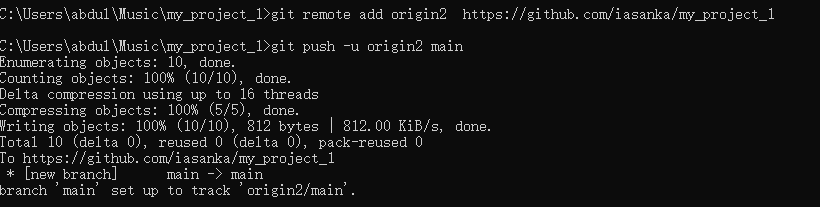 C:\Users\abdul\Music\my_project_1>git remote add origin2  https://github.com/iasanka/my_project_1
C:\Users\abdul\Music\my_project_1>git push -u origin2 main
Enumerating objects: 10, done.
Counting objects: 100% (10/10), done.
Delta compression using up to 16 threads
Compressing objects: 100% (5/5), done.
Writing objects: 100% (10/10), 812 bytes | 812.00 KiB/s, done.
Total 10 (delta 0), reused 0 (delta 0), pack-reused 0
To https://github.com/iasanka/my_project_1
 * [new branch]      main -> main
branch 'main' set up to track 'origin2/main'.